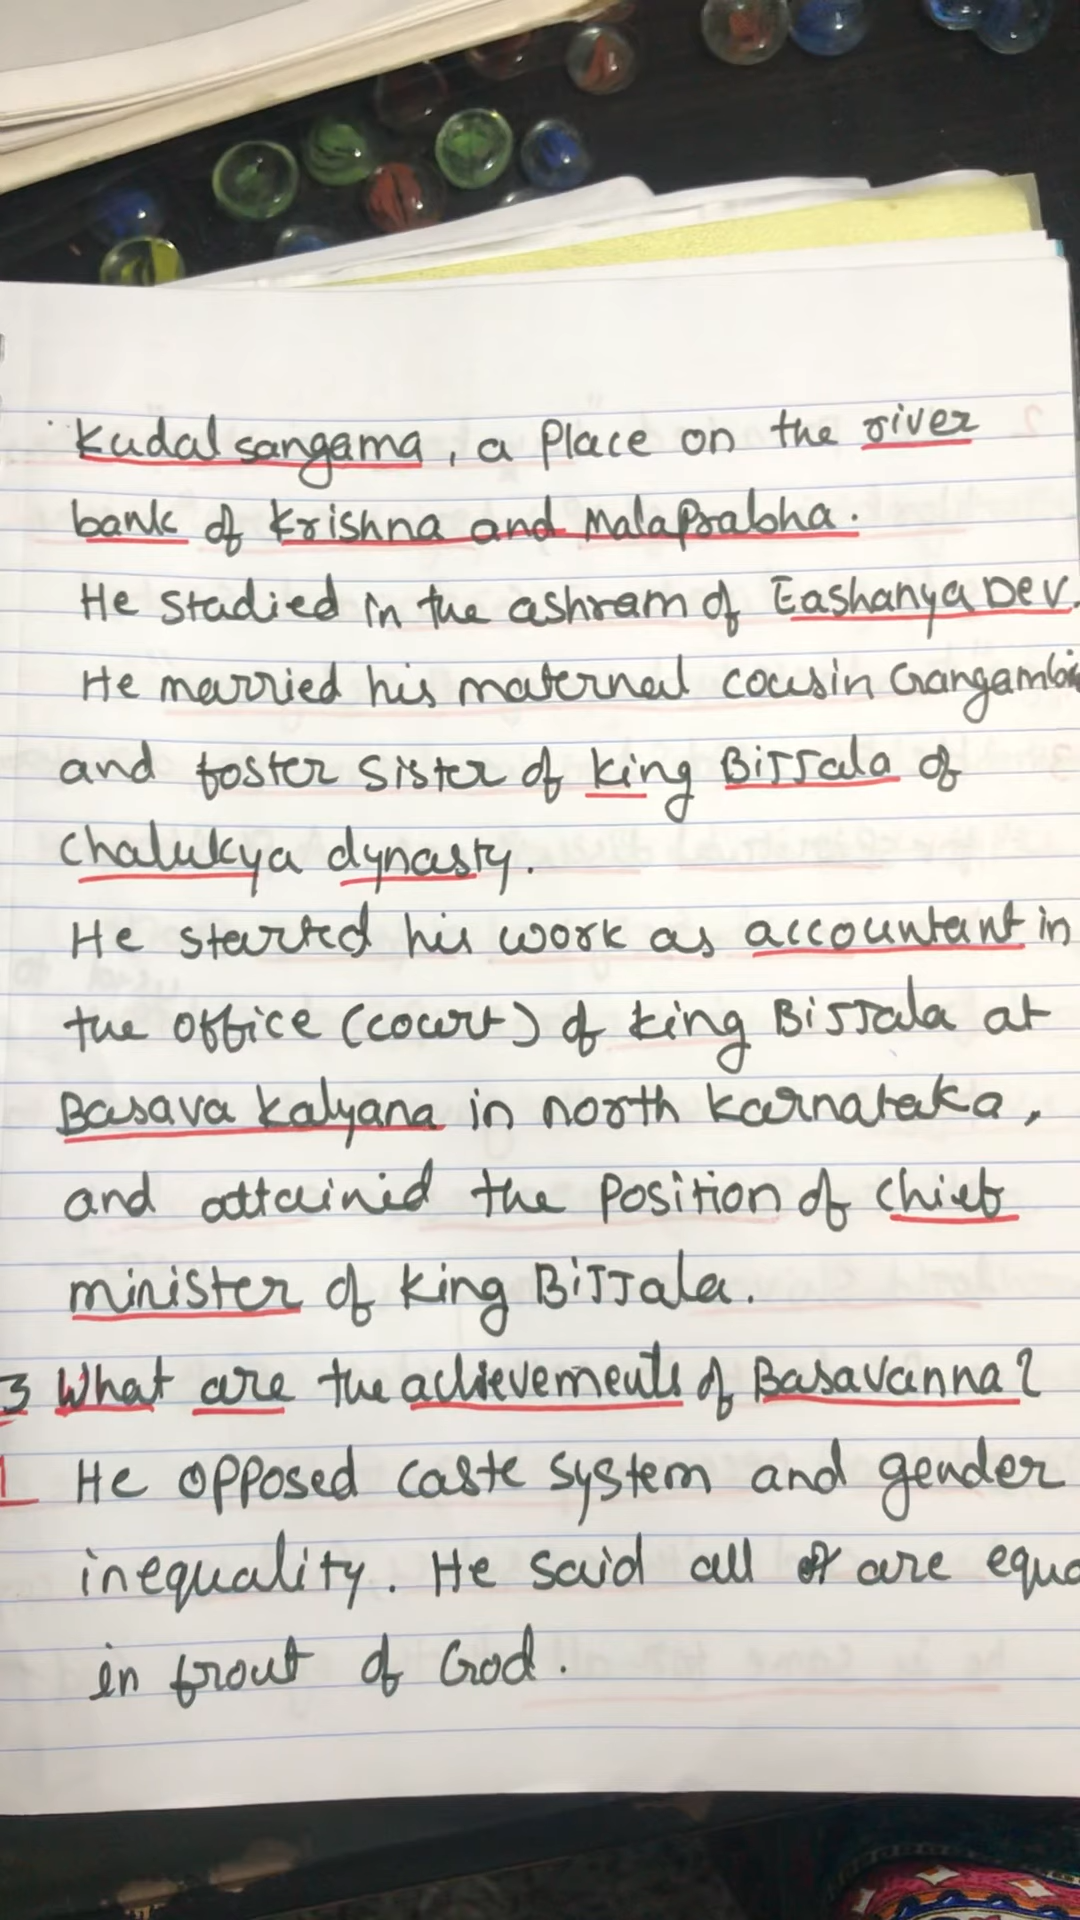 Kudalsangama, a place on the river
bank of Krishna and Malaprabha.
He studied in the ashram of Eashanya Dev.
He married his maternal cousin
and foster sister of king Bijjala of
Chalukya dynasty.
He started his work as accountant in
the office (court) of king Bijjala at
Basava Kalyana in north Karnataka,
and attainid the position of chief
minister of king Bijjala.
3 What are the achievements of Basavanna?
1 He opposed caste system and gender
inequality. He said all are
in front of God.